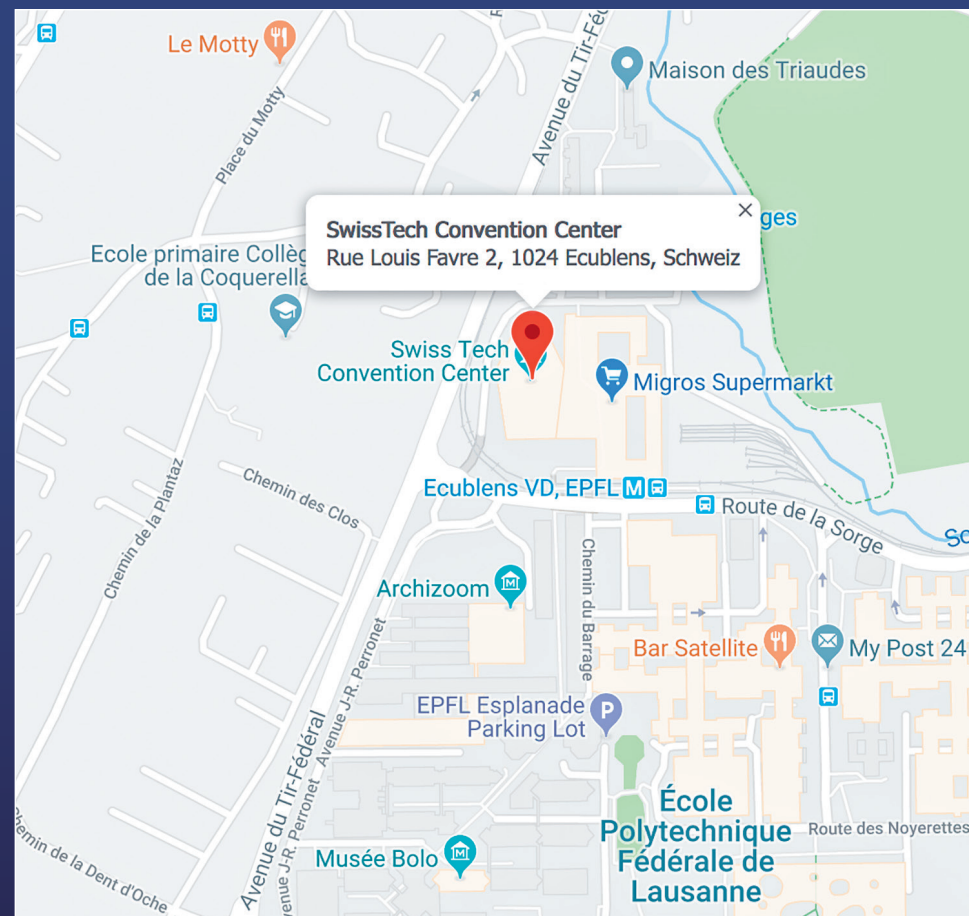 Le Motty
Maison des Triaudes
Avenue du Tir-Fé
Place du Motty
SwissTech Convention Center
Rue Louis Favre 2, 1024 Ecublens, Schweiz
ges
Ecole primaire Collèg
de la Coquerella
Swiss Tech
Convention Center
Migros Supermarkt
Ecublens VD, EPFL M
Route de la Sorge
So
Chemin des Clos
Chemin de la Plantaz
Chemin du Barrage
Archizoom
M
Bar Satellite
My Post 24
Avenue J-R. Perronet
EPFL Esplanade
Parking Lot
P
Avenue du Tir-Fédéral
Avenue J-R. Perronet
École
Polytechnique
Fédérale de
Lausanne
Route des Noyerettes
Musée Bolo
M
Chemin de la Dent d'Oche